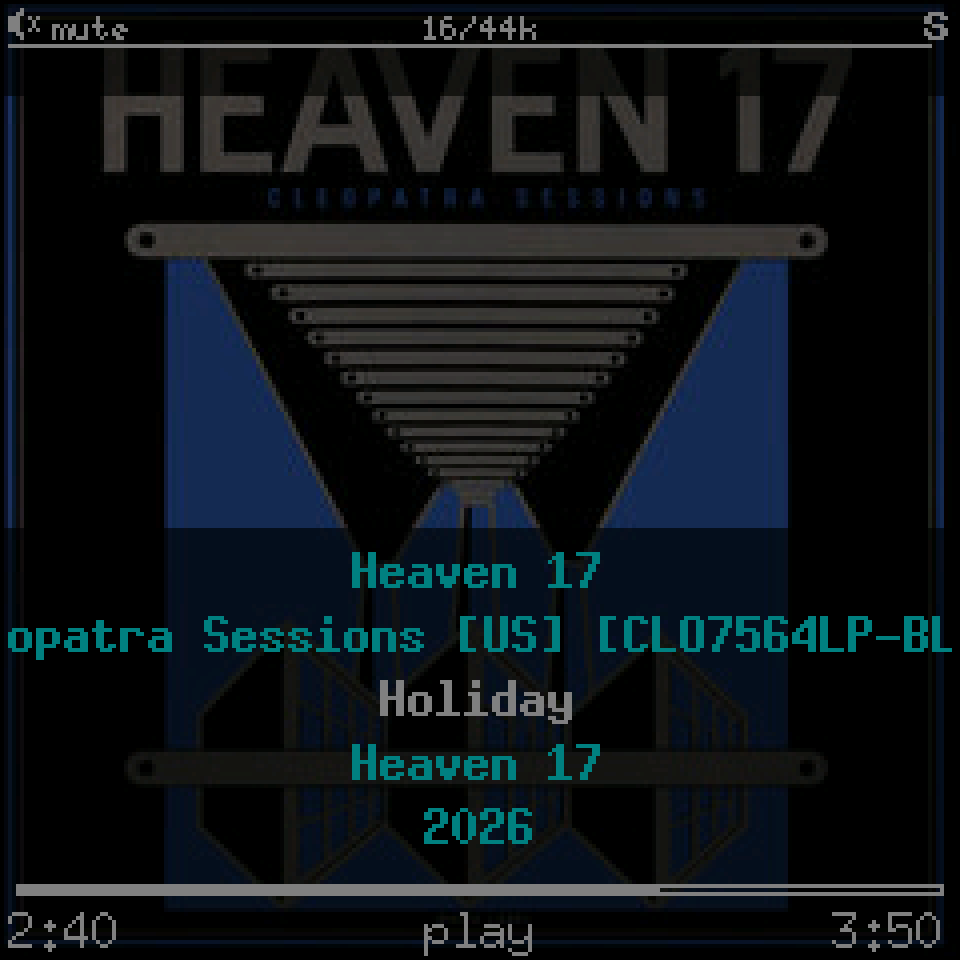 mute 16/44k S
HEAVEN 17
CLEOPATRA SESSIONS
Heaven 17
opatra Sessions [US] [CLO7564LP-BL
Holiday
Heaven 17
2026
2:40 play 3:50